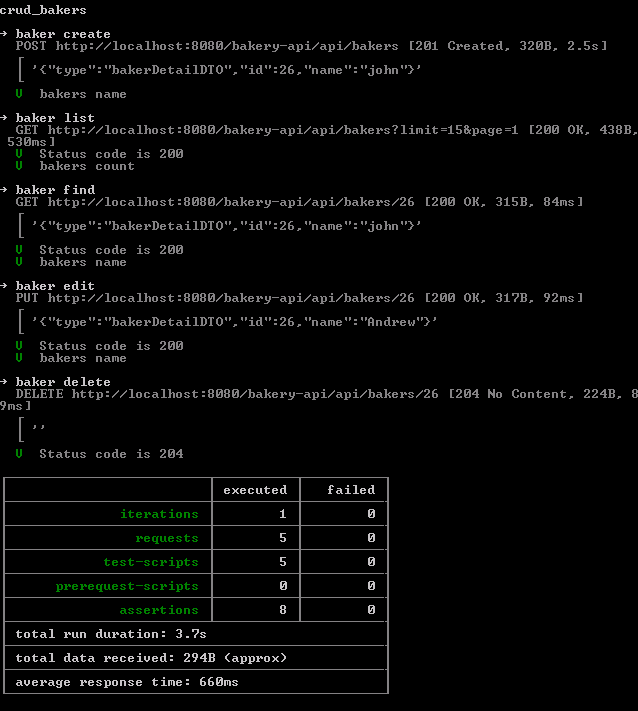 crud_bakers
→ baker create
POST http://localhost:8080/bakery-api/api/bakers [201 Created, 320B, 2.5s]
'{"type":"bakerDetailDTO","id":26,"name":"john"}'
V bakers name
→ baker list
GET http://localhost:8080/bakery-api/api/bakers?limit=15&page=1 [200 OK, 438B,
530ms]
V Status code is 200
V bakers count
→ baker find
GET http://localhost:8080/bakery-api/api/bakers/26 [200 OK, 315B, 84ms]
'{"type":"bakerDetailDTO","id":26,"name":"john"}'
V Status code is 200
V bakers name
→ baker edit
PUT http://localhost:8080/bakery-api/api/bakers/26 [200 OK, 317B, 92ms]
'{"type":"bakerDetailDTO","id":26,"name":"Andrew"}'
V Status code is 200
V bakers name
→ baker delete
DELETE http://localhost:8080/bakery-api/api/bakers/26 [204 No Content, 224B, 8
9ms]
''
V Status code is 204
executed failed
iterations 1 0
requests 5 0
test-scripts 5 0
prerequest-scripts 0 0
assertions 8 0
total run duration: 3.7s
total data received: 294B (approx)
average response time: 660ms